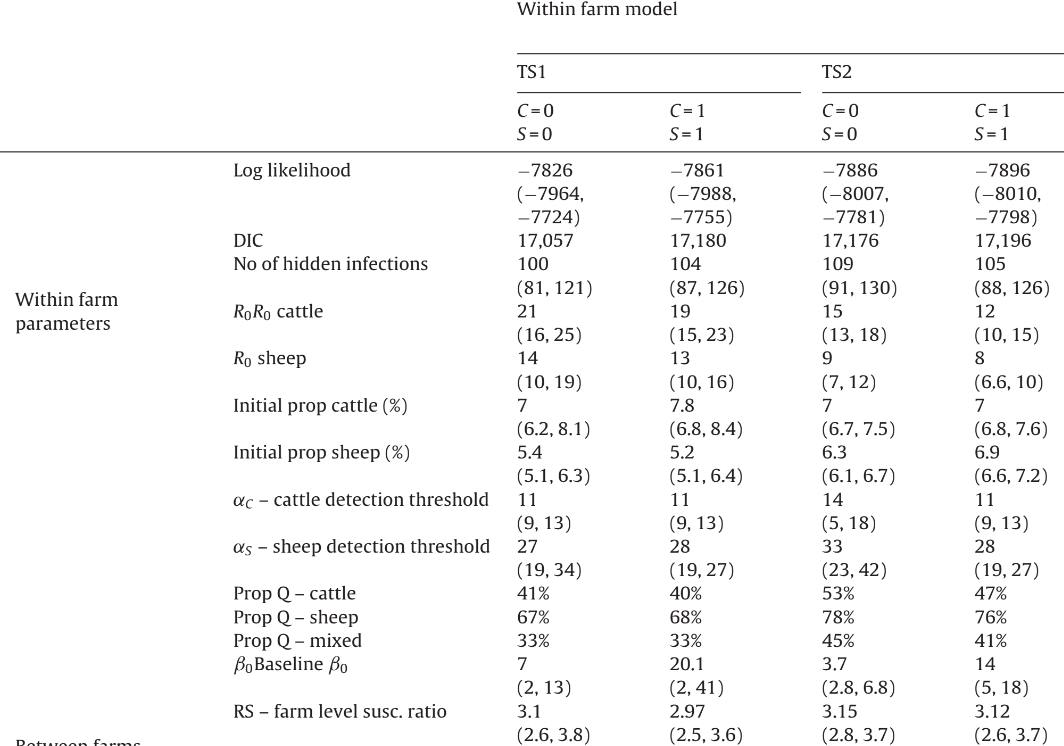 Within farm model
TS1 TS2
C = 0 C = 1 C = 0 C = 1
S = 0 S = 1 S = 0 S = 1
Log likelihood −7826 −7861 −7886 −7896
(−7964, (−7988, (−8007, (−8010,
−7724) −7755) −7781) −7798)
DIC 17,057 17,180 17,176 17,196
No of hidden infections 100 104 109 105
(81, 121) (87, 126) (91, 130) (88, 126)
Within farm
parameters
R0R0 cattle 21 19 15 12
(16, 25) (15, 23) (13, 18) (10, 15)
R0 sheep 14 13 9 8
(10, 19) (10, 16) (7, 12) (6.6, 10)
Initial prop cattle (%) 7 7.8 7 7
(6.2, 8.1) (6.8, 8.4) (6.7, 7.5) (6.8, 7.6)
Initial prop sheep (%) 5.4 5.2 6.3 6.9
(5.1, 6.3) (5.1, 6.4) (6.1, 6.7) (6.6, 7.2)
αC – cattle detection threshold 11 11 14 11
(9, 13) (9, 13) (5, 18) (9, 13)
αS – sheep detection threshold 27 28 33 28
(19, 34) (19, 27) (23, 42) (19, 27)
Prop Q – cattle 41% 40% 53% 47%
Prop Q – sheep 67% 68% 78% 76%
Prop Q – mixed 33% 33% 45% 41%
β0Baseline β0 7 20.1 3.7 14
(2, 13) (2, 41) (2.8, 6.8) (5, 18)
RS – farm level susc. ratio 3.1 2.97 3.15 3.12
(2.6, 3.8) (2.5, 3.6) (2.8, 3.7) (2.6, 3.7)
Between farms